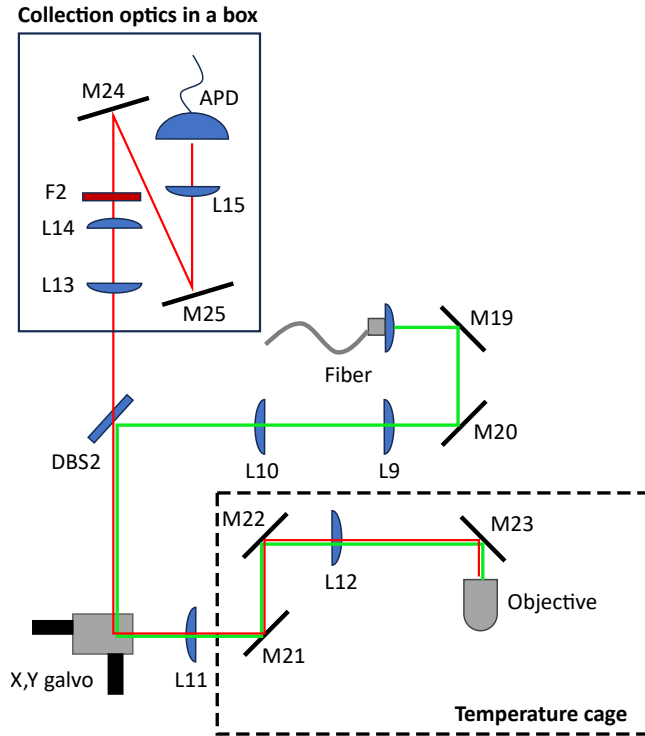 Collection optics in a box
M24
APD
F2
L15
L14
L13
M25
M19
Fiber
M20
DBS2
L10
L9
M22
M23
L12
Objective
M21
X,Y galvo
L11
Temperature cage